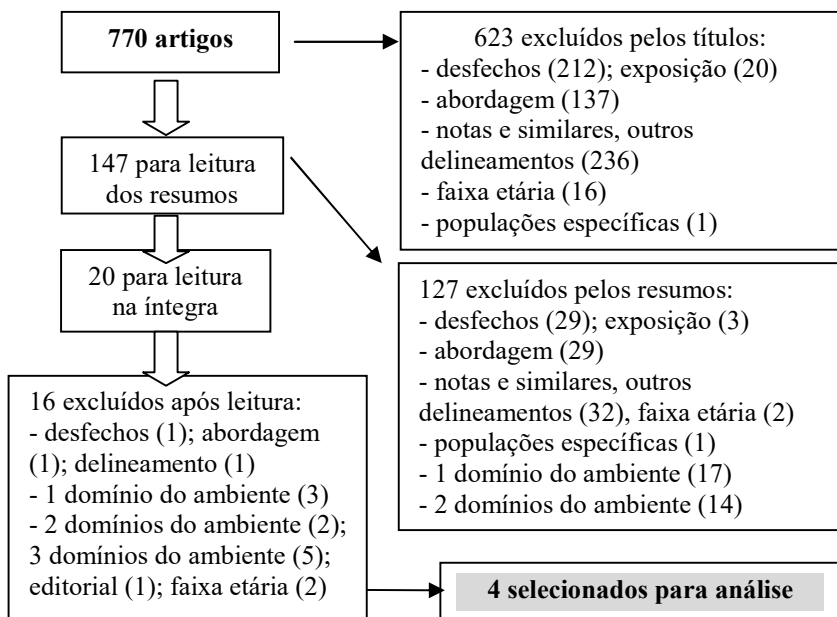 770 artigos
623 excluídos pelos títulos:
- desfechos (212); exposição (20)
- abordagem (137)
- notas e similares, outros
delineamentos (236)
- faixa etária (16)
- populações específicas (1)
147 para leitura
dos resumos
20 para leitura
na íntegra
127 excluídos pelos resumos:
- desfechos (29); exposição (3)
- abordagem (29)
- notas e similares, outros
delineamentos (32), faixa etária (2)
- populações específicas (1)
- 1 domínio do ambiente (17)
- 2 domínios do ambiente (14)
16 excluídos após leitura:
- desfechos (1); abordagem
(1); delineamento (1)
- 1 domínio do ambiente (3)
- 2 domínios do ambiente (2);
3 domínios do ambiente (5);
editorial (1); faixa etária (2)
4 selecionados para análise